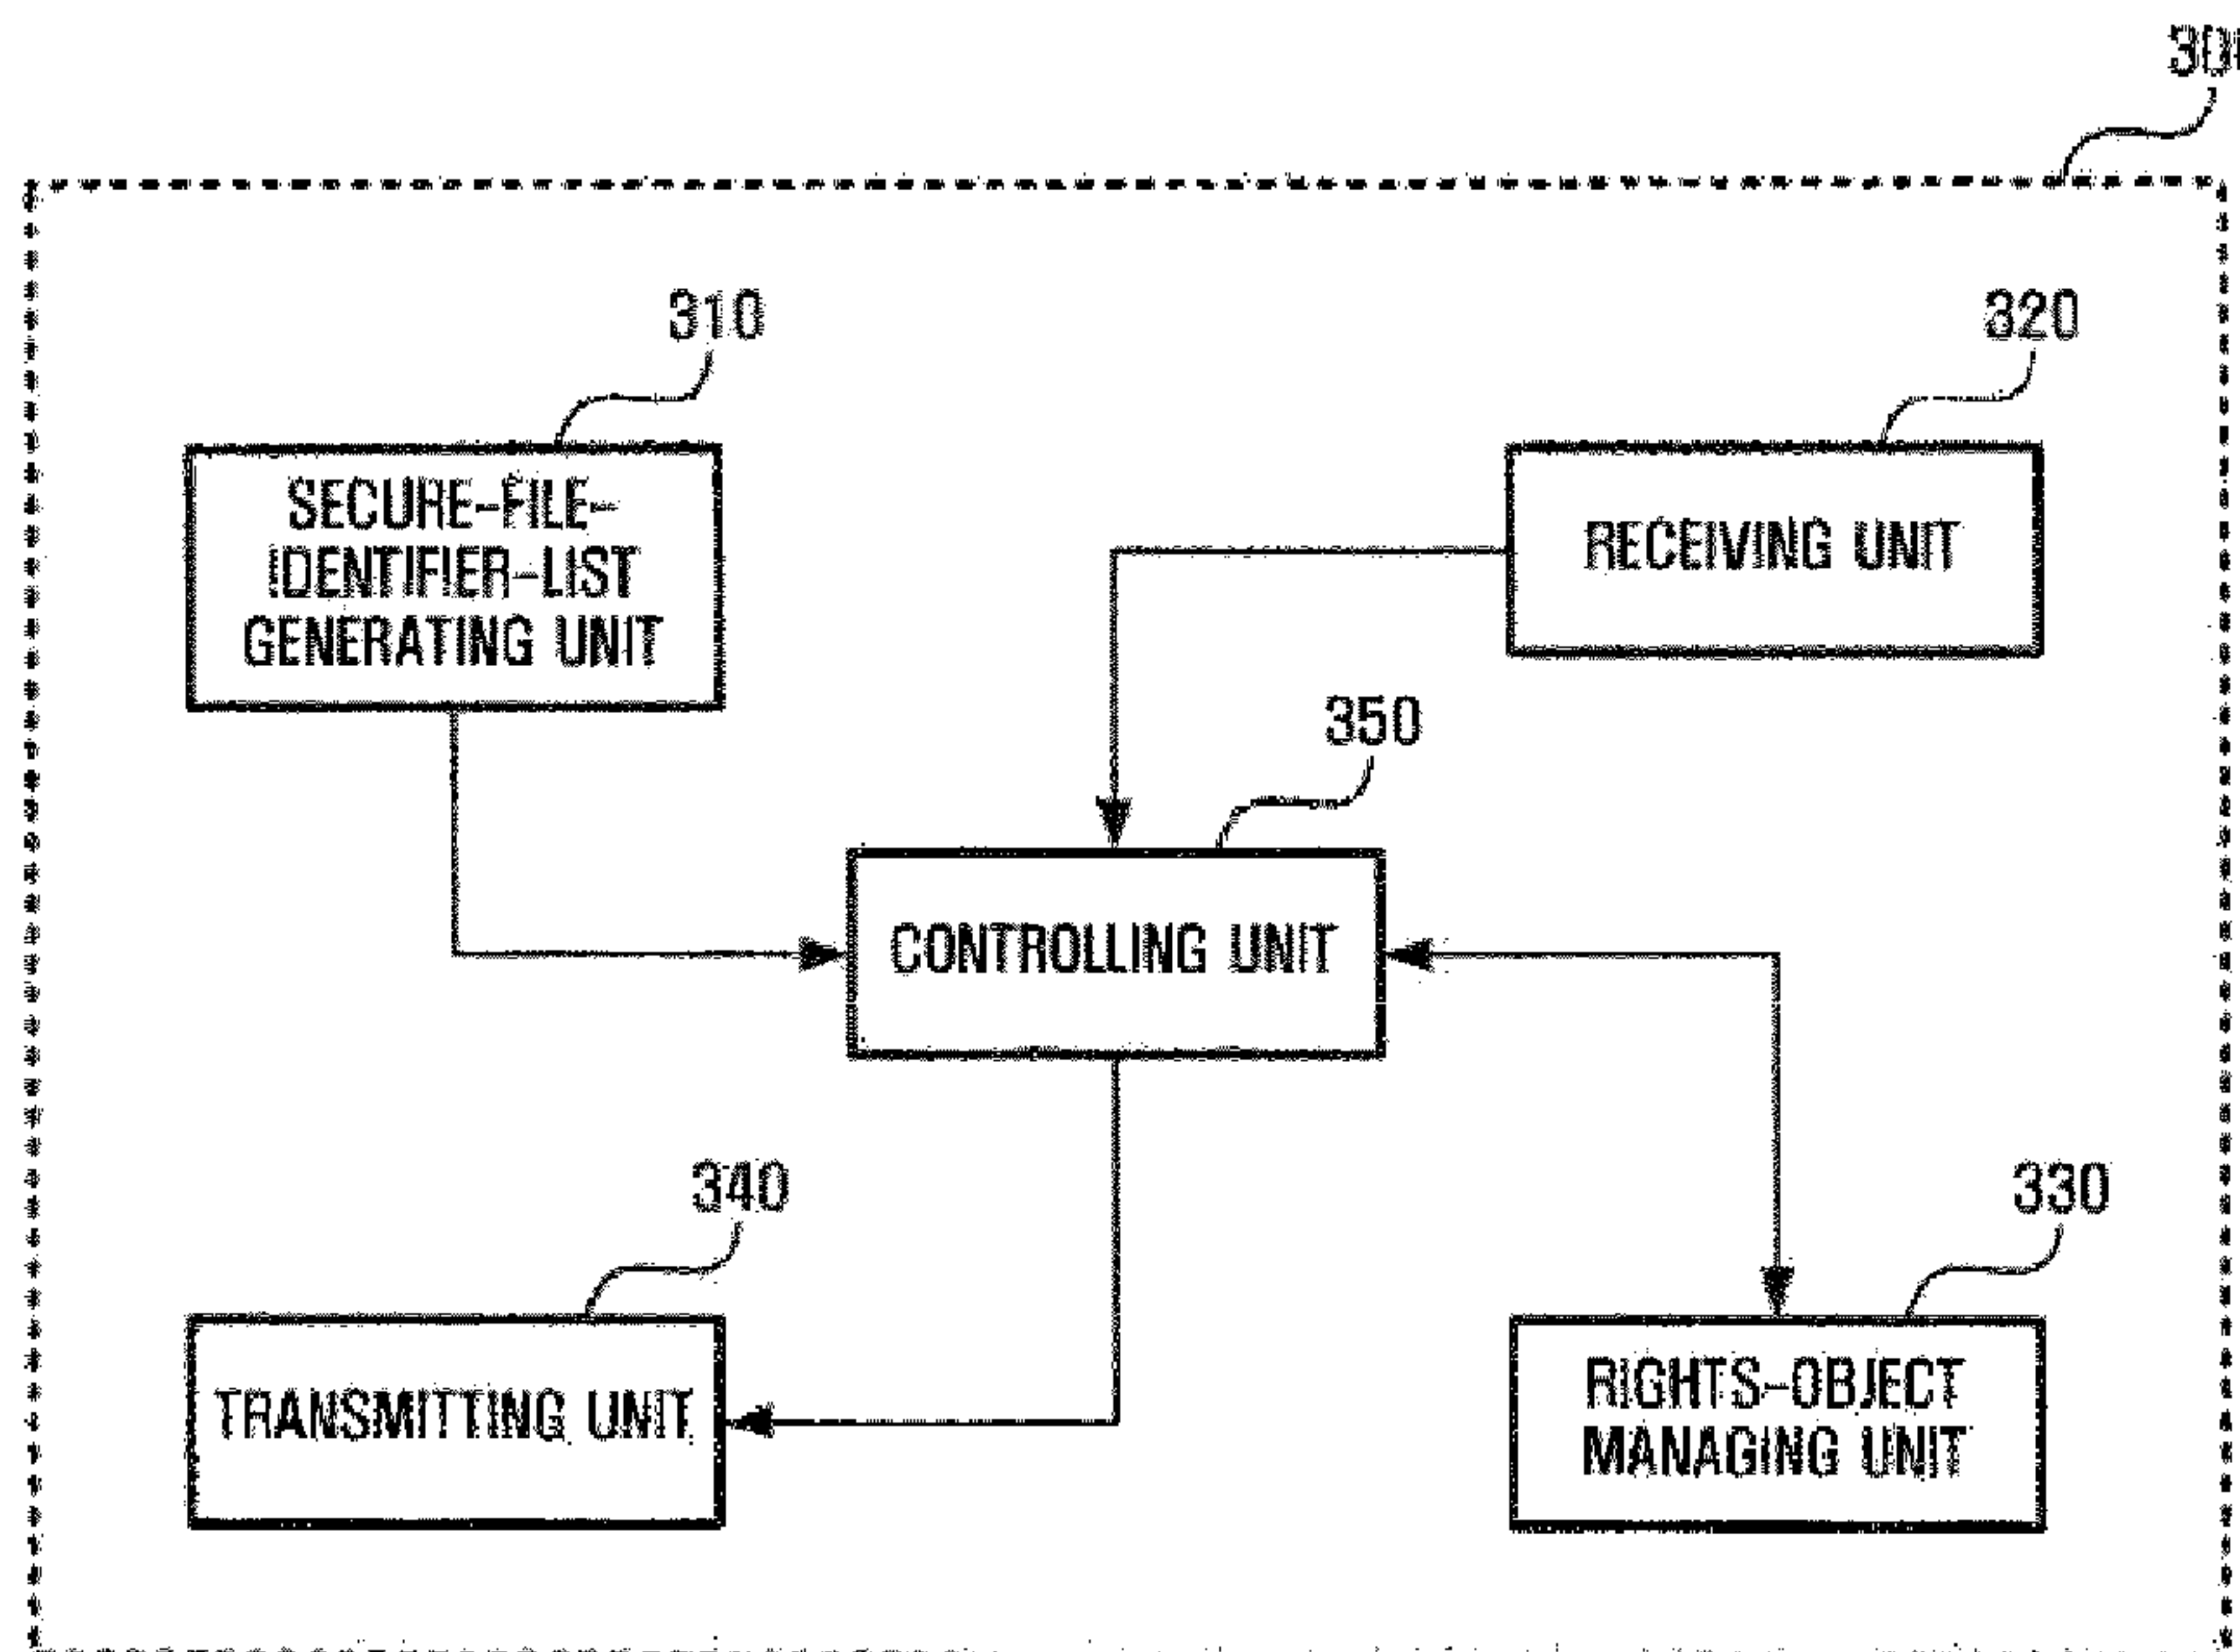 310
320
SECURE-FILE-
IDENTIFIER-LIST
GENERATING UNIT
RECEIVING UNIT
350
CONTROLLING UNIT
340
330
TRANSMITTING UNIT
RIGHTS-OBJECT
MANAGING UNIT